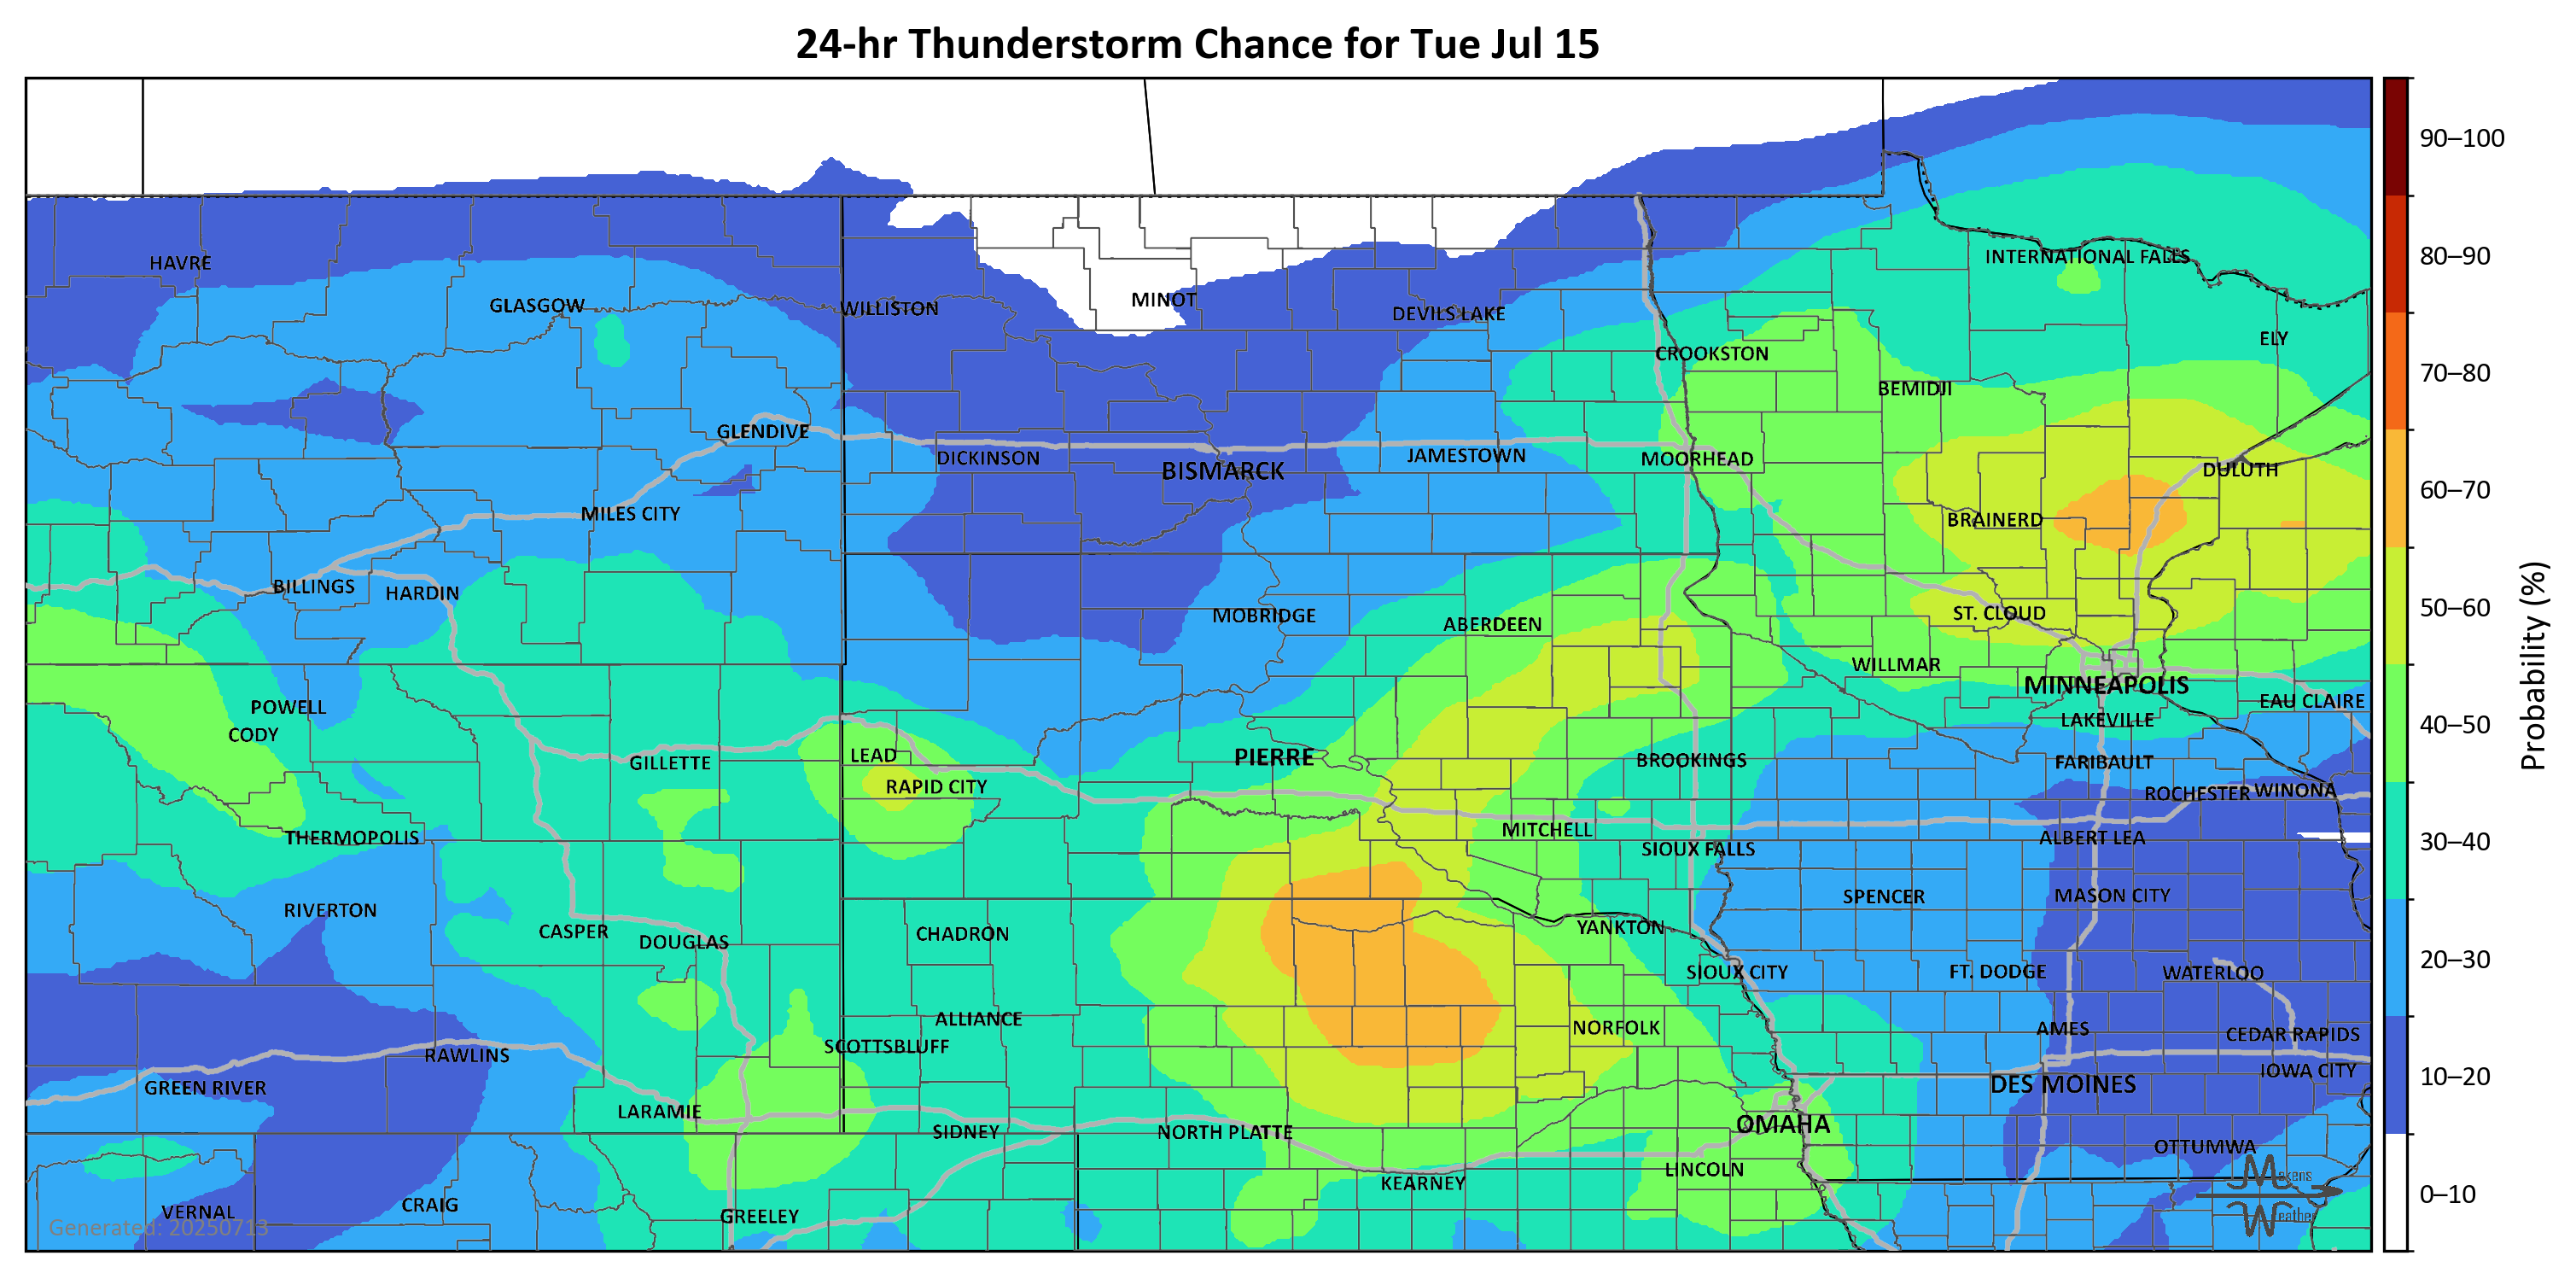 24-hr Thunderstorm Chance for Tue Jul 15
90–100
80–90
70–80
60–70
50–60
40–50
30–40
20–30
10–20
0–10
Probability (%)
HAVRE
INTERNATIONAL FALLS
GLASGOW
WILLISTON
MINOT
DEVILS LAKE
ELY
CROOKSTON
BEMIDJI
GLENDIVE
DICKINSON
BISMARCK
JAMESTOWN
MOORHEAD
DULUTH
MILES CITY
BRAINERD
BILLINGS
HARDIN
MOBRIDGE
ABERDEEN
ST. CLOUD
WILLMAR
MINNEAPOLIS
EAU CLAIRE
POWELL
LAKEVILLE
CODY
LEAD
PIERRE
GILLETTE
BROOKINGS
FARIBAULT
RAPID CITY
ROCHESTER
WINONA
THERMOPOLIS
MITCHELL
ALBERT LEA
SIOUX FALLS
SPENCER
MASON CITY
RIVERTON
CASPER
DOUGLAS
CHADRON
YANKTON
SIOUX CITY
FT. DODGE
WATERLOO
ALLIANCE
NORFOLK
AMES
CEDAR RAPIDS
SCOTTSBLUFF
RAWLINS
IOWA CITY
GREEN RIVER
DES MOINES
LARAMIE
SIDNEY
NORTH PLATTE
OMAHA
OTTUMWA
LINCOLN
KEARNEY
Makens
Weather
VERNAL
CRAIG
GREELEY
Generated: 20250713